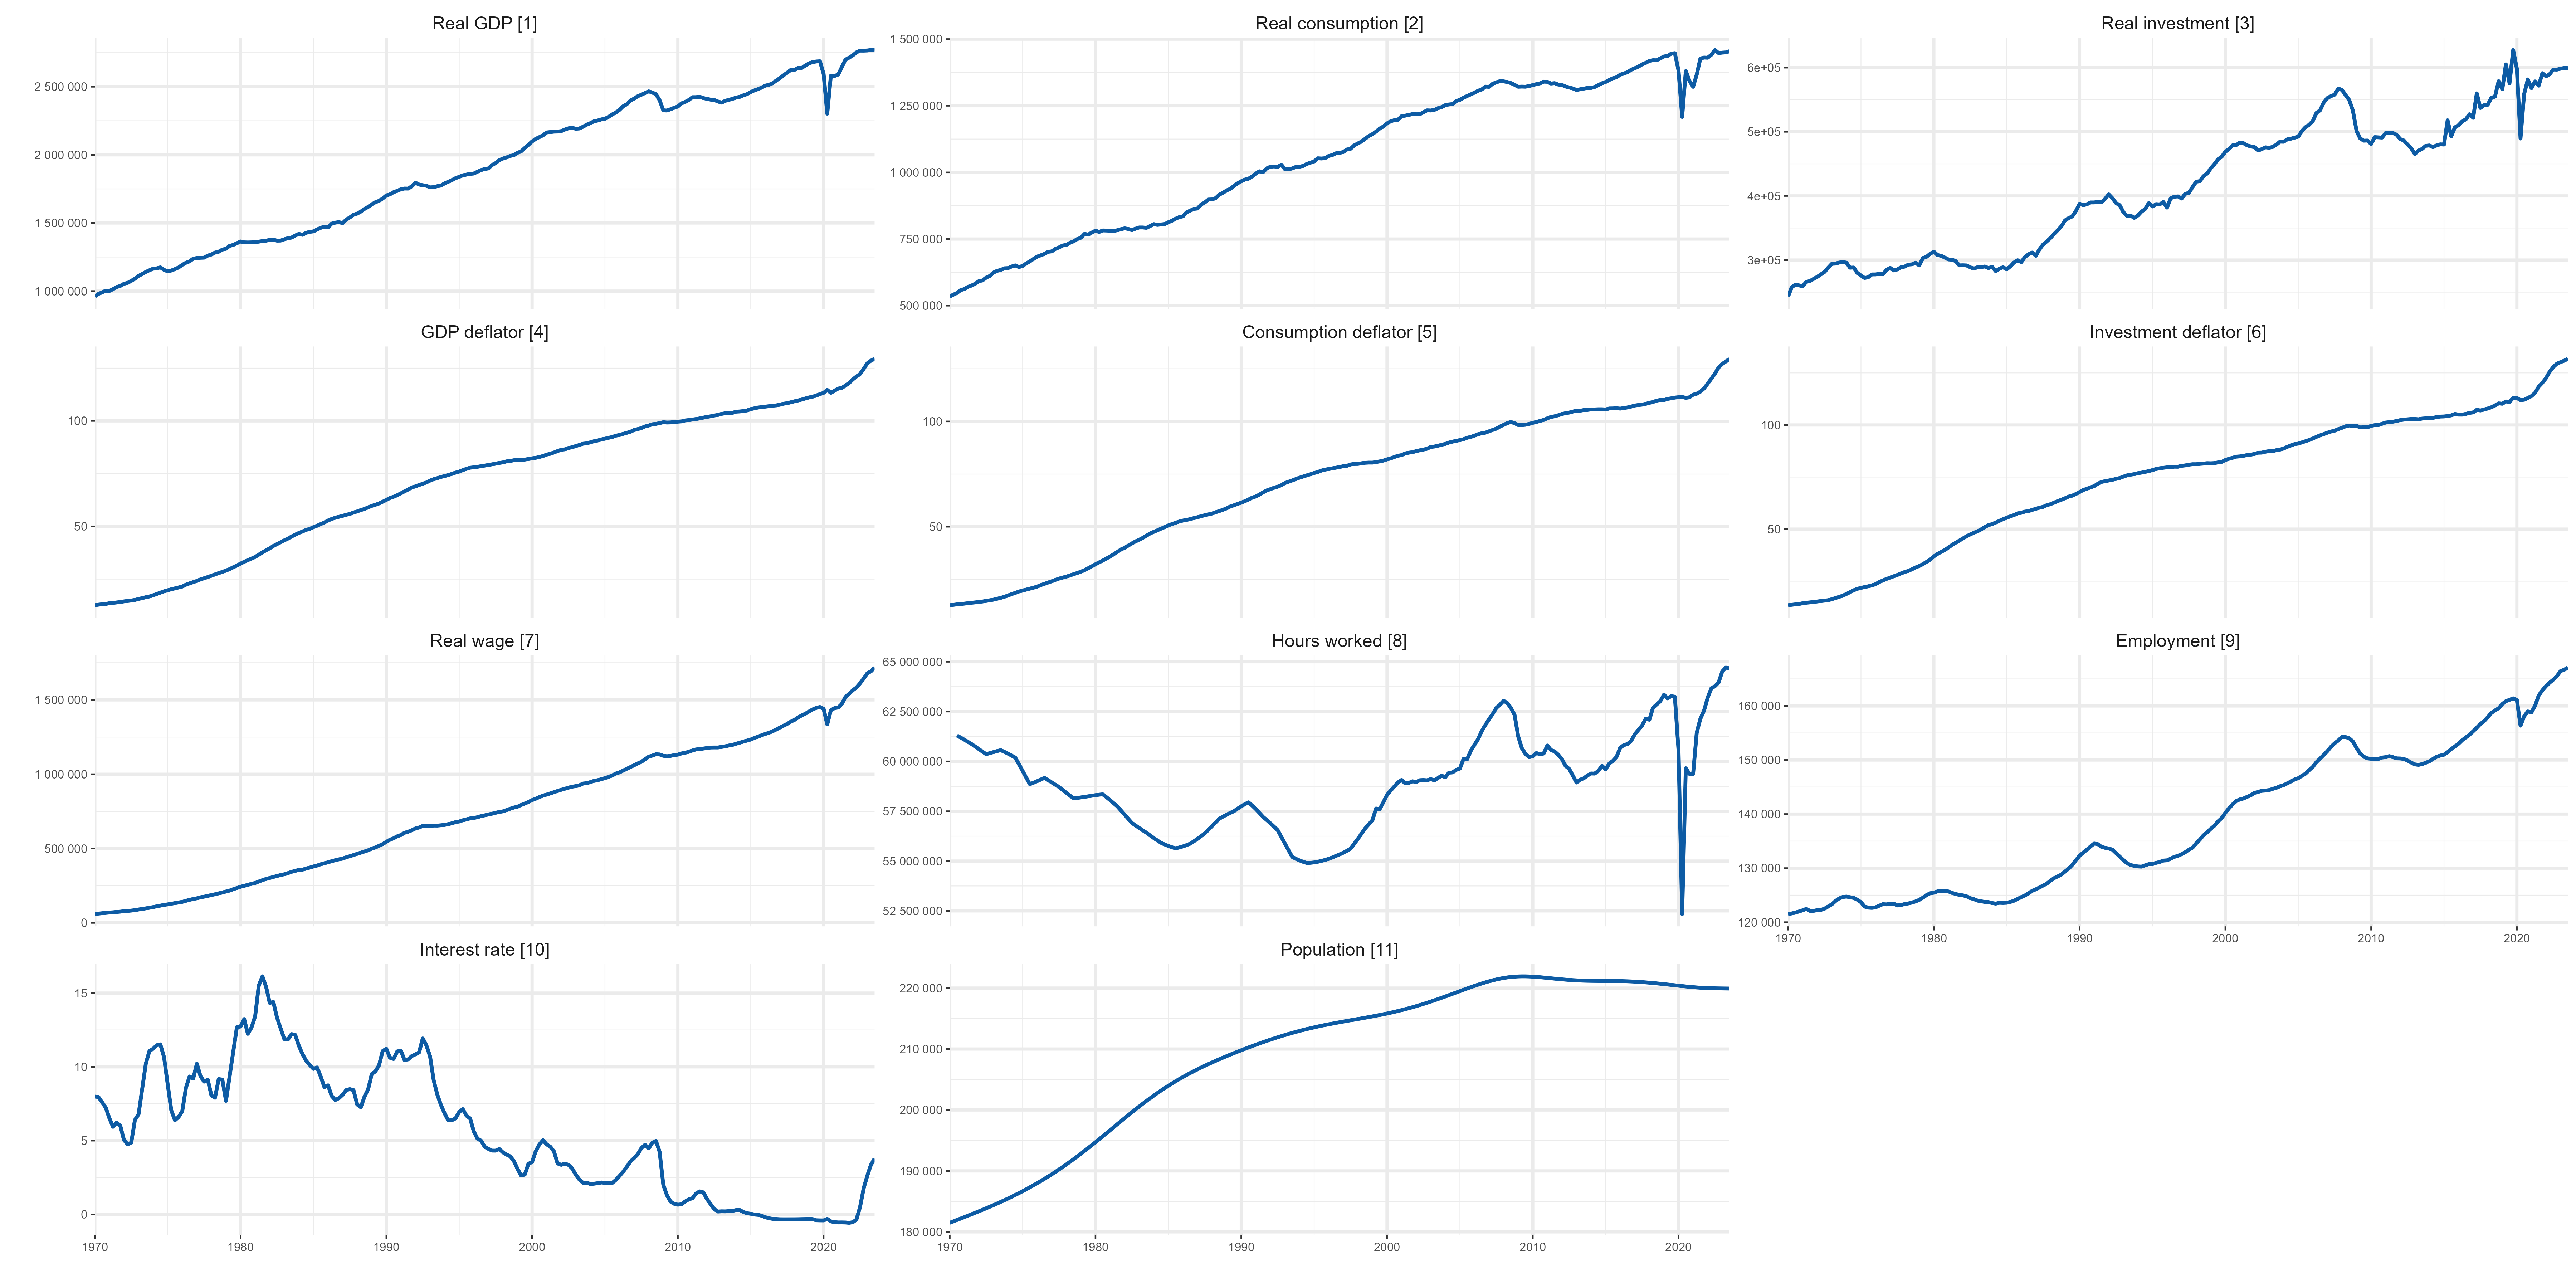 Real GDP [1]
2 500 000
2 000 000
1 500 000
1 000 000
Real consumption [2]
1 500 000
1 250 000
1 000 000
750 000
500 000
Real investment [3]
6e+05
5e+05
4e+05
3e+05
GDP deflator [4]
100
50
Consumption deflator [5]
100
50
Investment deflator [6]
100
50
Real wage [7]
1 500 000
1 000 000
500 000
0
Hours worked [8]
65 000 000
62 500 000
60 000 000
57 500 000
55 000 000
52 500 000
Employment [9]
160 000
150 000
140 000
130 000
120 000
1970 1980 1990 2000 2010 2020
Interest rate [10]
15
10
5
0
1970 1980 1990 2000 2010 2020
Population [11]
220 000
210 000
200 000
190 000
180 000
1970 1980 1990 2000 2010 2020